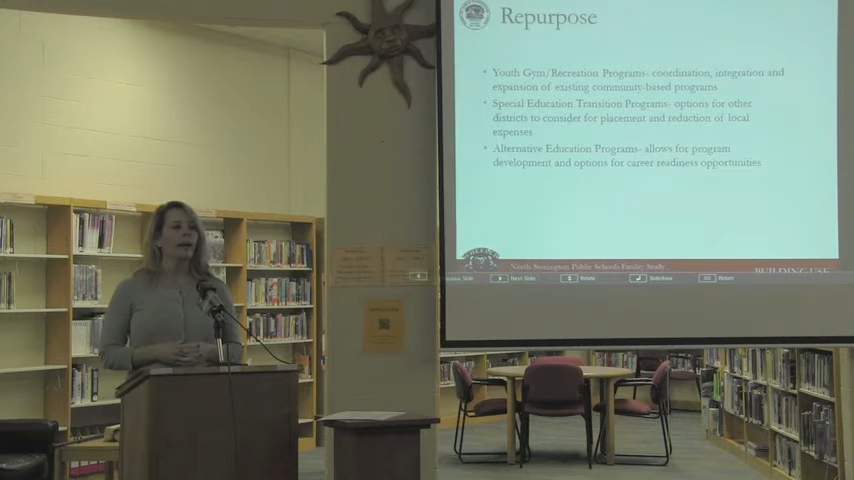 Repurpose
• Youth Gym/Recreation Programs- coordination, integration and
expansion of existing community-based programs
• Special Education Transition Programs- options for other
districts to consider for placement and reduction of local
expenses
• Alternative Education Programs- allows for program
development and options for career readiness opportunities
North Stonington Public Schools Facility Study
BUILDING USE
Next Slide
Slideshow
Return